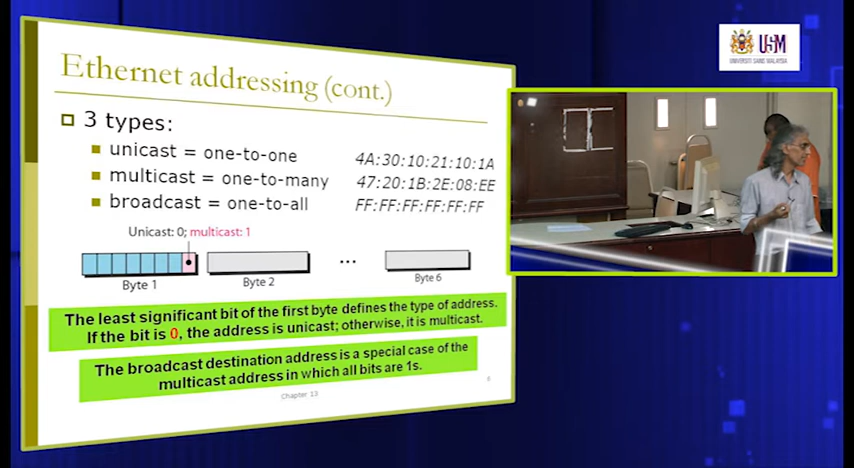 Ethernet addressing (cont.)
3 types:
unicast = one-to-one 4A:30:10:21:10:1A
multicast = one-to-many 47:20:1B:2E:08:EE
broadcast = one-to-all FF:FF:FF:FF:FF:FF
Unicast: 0; multicast: 1
...
Byte 1 Byte 2 Byte 6
The least significant bit of the first byte defines the type of address.
If the bit is 0, the address is unicast; otherwise, it is multicast.
The broadcast destination address is a special case of the
multicast address in which all bits are 1s.
Chapter 13
6
USM
UNIVERSITI SAINS MALAYSIA